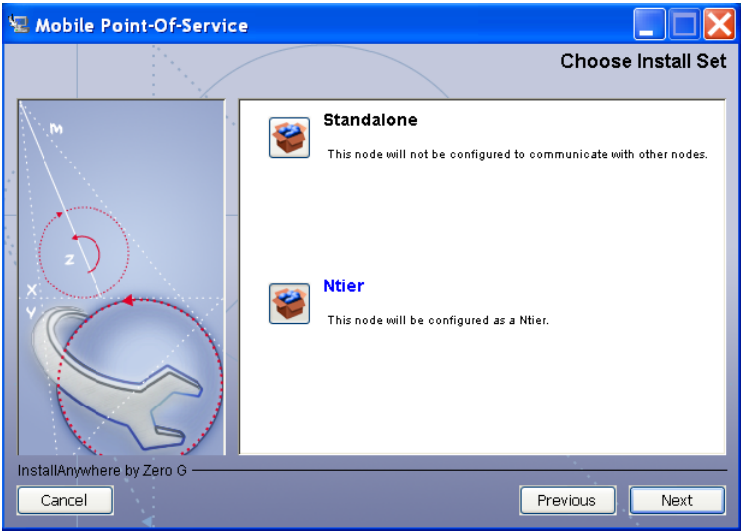 Mobile Point-Of-Service
Choose Install Set
M
Z
X
Y
Standalone
This node will not be configured to communicate with other nodes.
Ntier
This node will be configured as a Ntier.
InstallAnywhere by Zero G
Cancel
Previous
Next